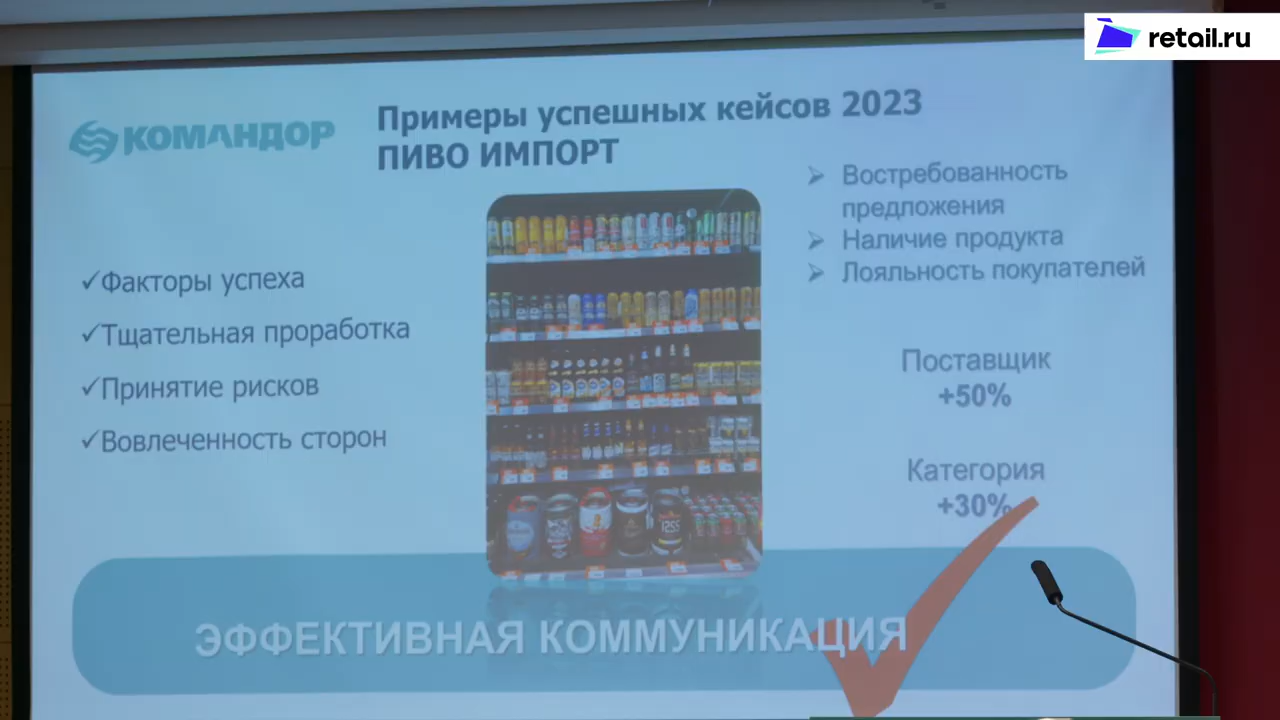 retail.ru
КОМАНДОР
Примеры успешных кейсов 2023
ПИВО ИМПОРТ
Востребованность
предложения
Наличие продукта
Лояльность покупателей
Факторы успеха
Тщательная проработка
Принятие рисков
Вовлеченность сторон
Поставщик
+50%
Категория
+30%
1255
ЭФФЕКТИВНАЯ КОММУНИКАЦИЯ